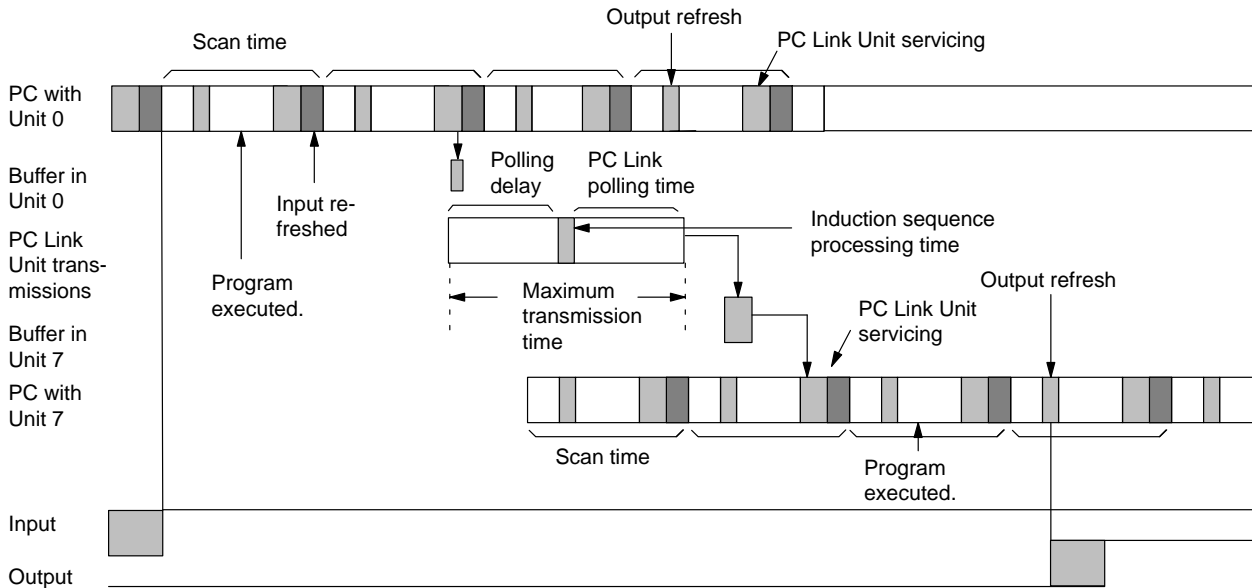 Output refresh
Scan time
PC Link Unit servicing
PC with
Unit 0
Buffer in
Unit 0
Polling
delay
PC Link
polling time
Input re-
freshed
Induction sequence
processing time
PC Link
Unit trans-
missions
Program
executed.
Maximum
transmission
time
Output refresh
Buffer in
Unit 7
PC Link Unit
servicing
PC with
Unit 7
Scan time
Program
executed.
Input
Output